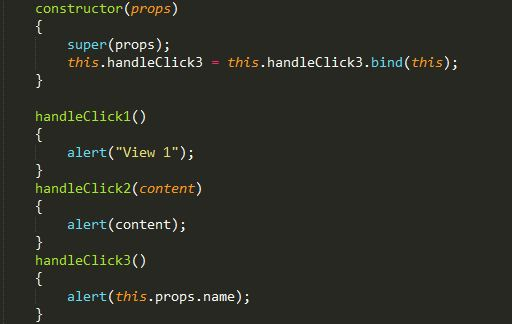 constructor(props)
{
super(props);
this.handleClick3 = this.handleClick3.bind(this);
}
handleClick1()
{
alert("View 1");
}
handleClick2(content)
{
alert(content);
}
handleClick3()
{
alert(this.props.name);
}